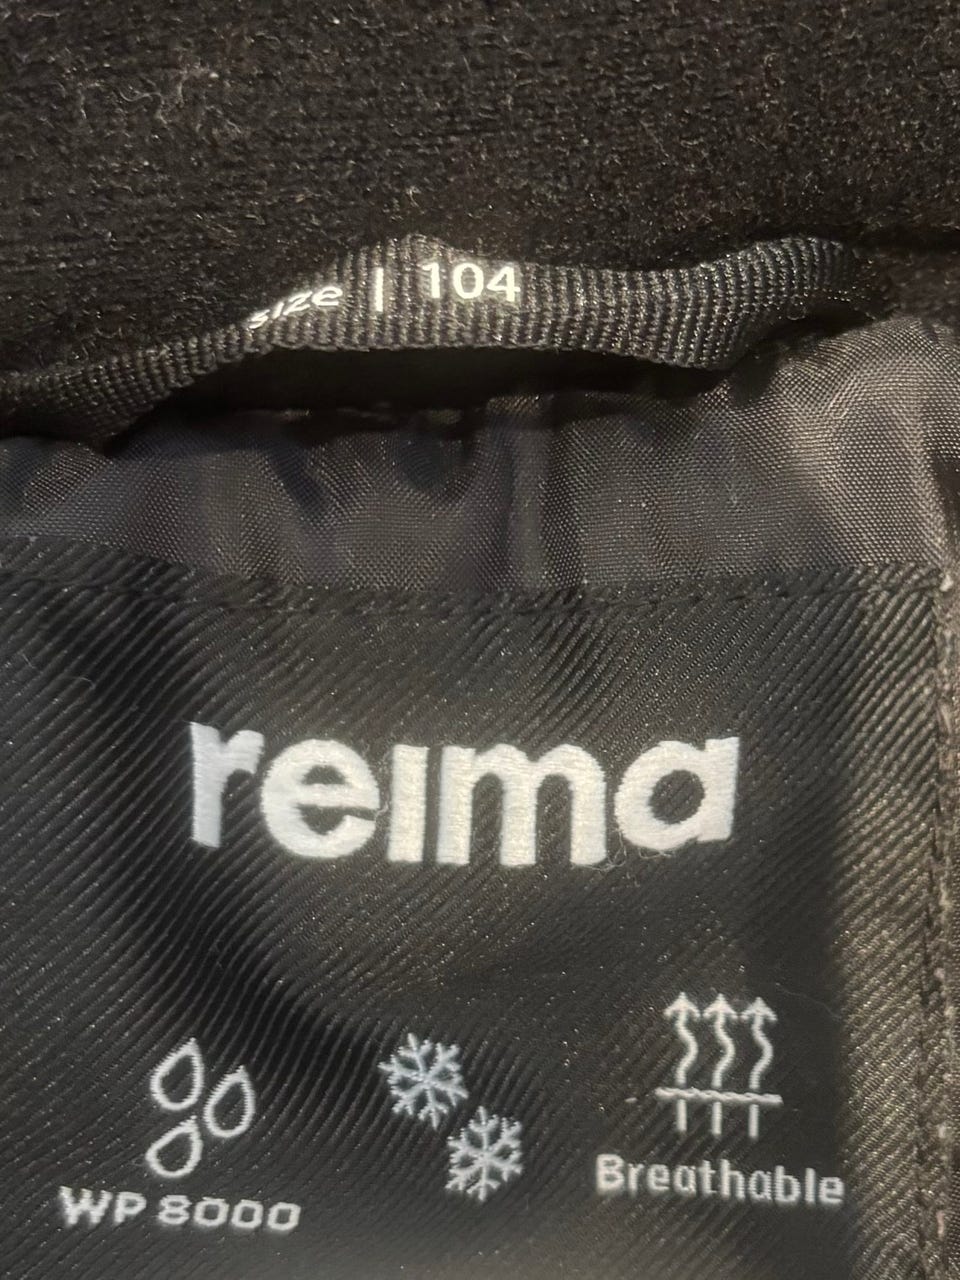 size | 104
reima
WP 8000
Breathable